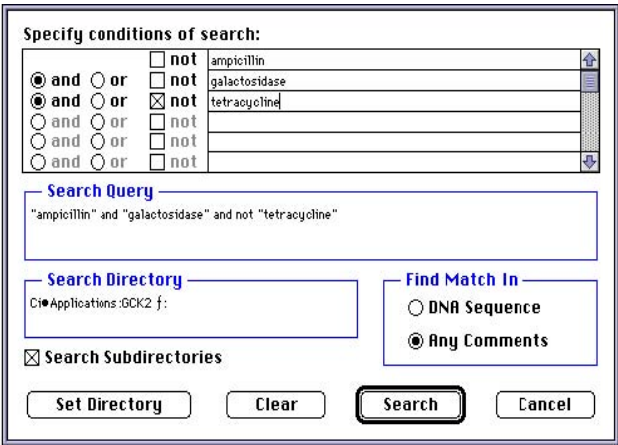 Specify conditions of search:
not ampicillin
and or not galactosidase
and or not tetracycline
and or not
and or not
and or not
Search Query
"ampicillin" and "galactosidase" and not "tetracycline"
Search Directory
Ci●Applications:GCK2 ƒ:
Find Match In
DNA Sequence
Any Comments
Search Subdirectories
Set Directory Clear Search Cancel